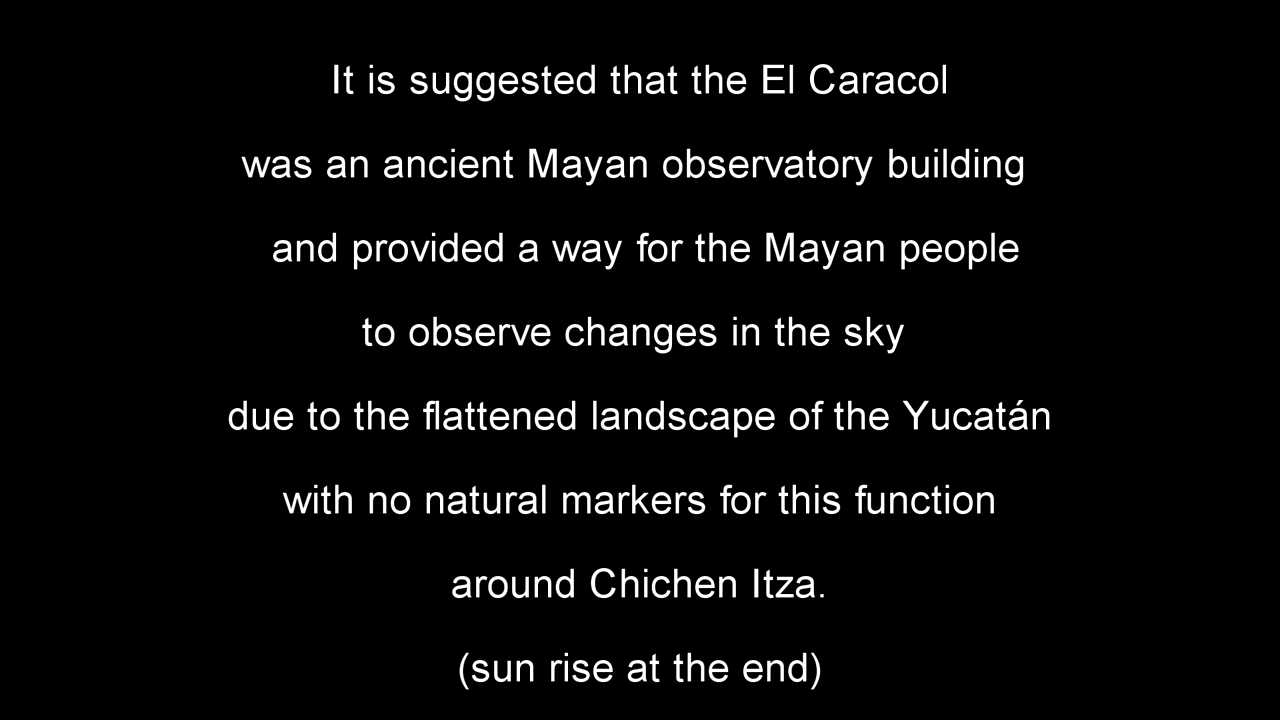 It is suggested that the El Caracol
was an ancient Mayan observatory building
and provided a way for the Mayan people
to observe changes in the sky
due to the flattened landscape of the Yucatán
with no natural markers for this function
around Chichen Itza.
(sun rise at the end)